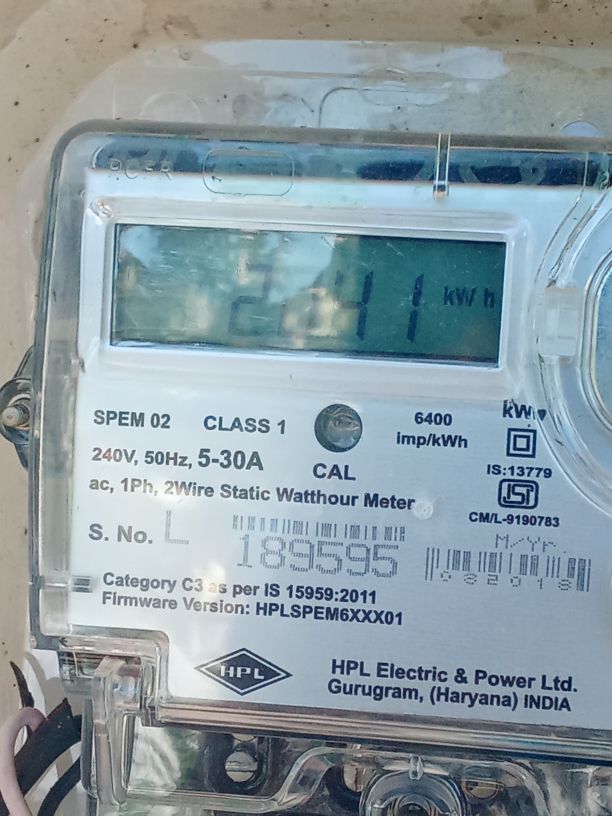 kWh
SPEM 02 CLASS 1
6400
imp/kWh
kW
240V, 50Hz, 5-30A
CAL
IS:13779
ac, 1Ph, 2Wire Static Watthour Meter
CM/L-9190783
S. No. L 189595
M/Yr.
032018
Category C3 as per IS 15959:2011
Firmware Version: HPLSPEM6XXX01
HPL
HPL Electric & Power Ltd.
Gurugram, (Haryana) INDIA